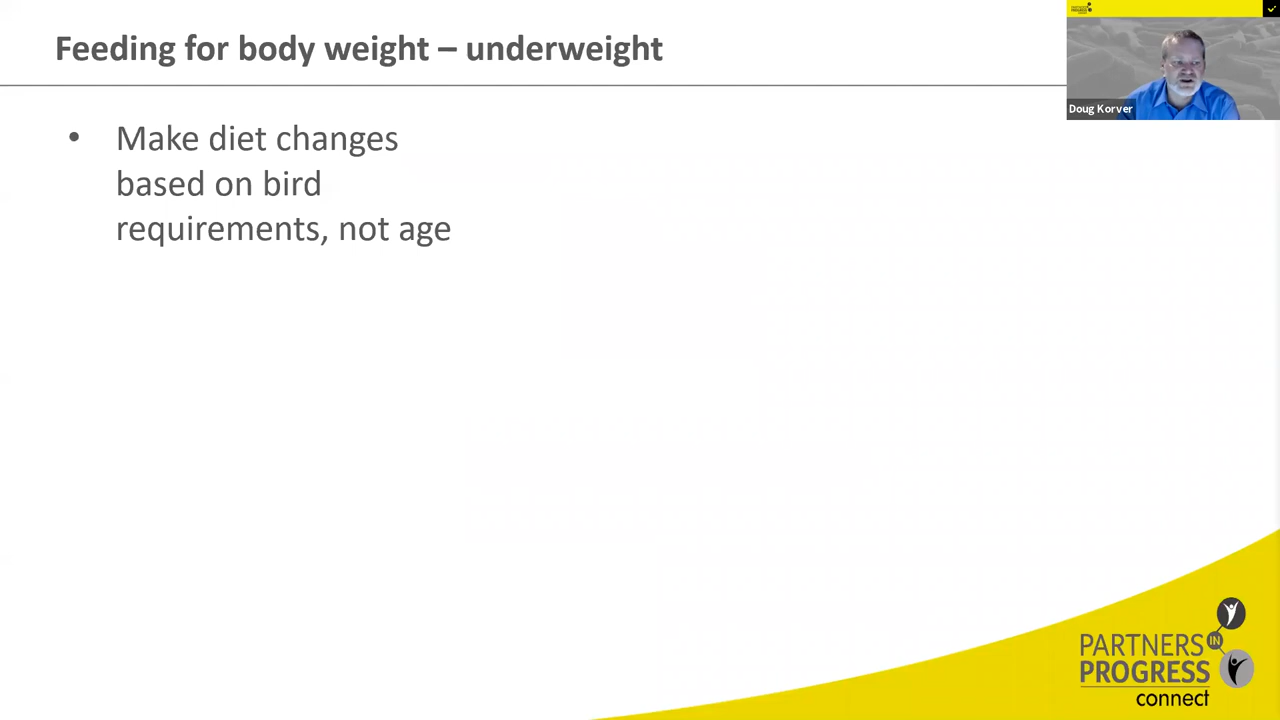 Feeding for body weight – underweight
Doug Korver
• Make diet changes
based on bird
requirements, not age
PARTNERS
IN
PROGRESS
connect